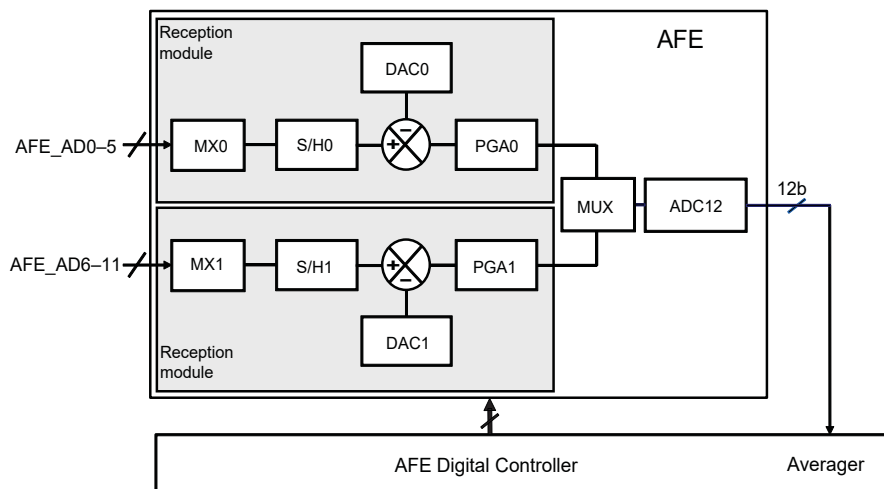 Reception
module
AFE
DAC0
AFE_AD0–5
MX0
S/H0
+
−
PGA0
MUX
ADC12
12b
AFE_AD6–11
MX1
S/H1
+
−
PGA1
DAC1
Reception
module
AFE Digital Controller
Averager